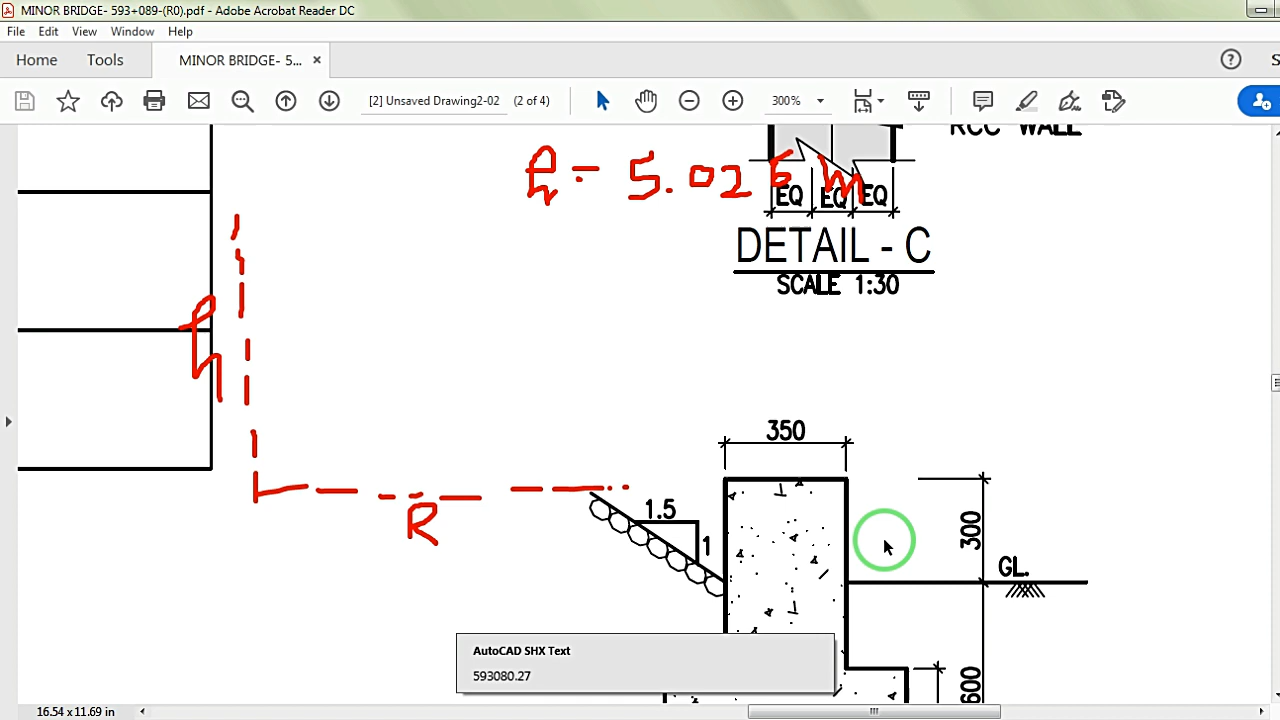 MINOR BRIDGE- 593+089-(R0).pdf - Adobe Acrobat Reader DC
File Edit View Window Help
Home Tools MINOR BRIDGE- 5... ×
[2] Unsaved Drawing2-02 (2 of 4) 300%
RCC WALL
h = 5.026 m
EQ EQ EQ
DETAIL - C
SCALE 1:30
h
350
R
1.5
1
300
GL.
AutoCAD SHX Text
593080.27
600
16.54 x 11.69 in